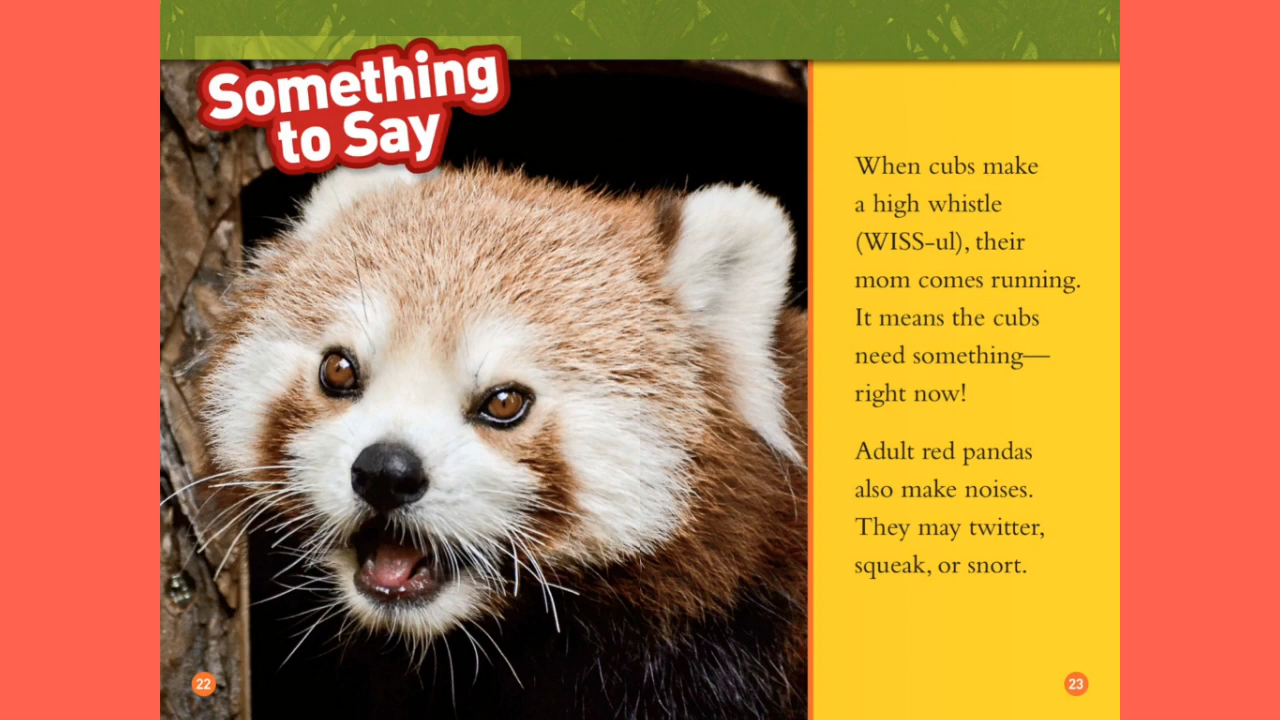 Something
to Say
When cubs make
a high whistle
(WISS-ul), their
mom comes running.
It means the cubs
need something—
right now!
Adult red pandas
also make noises.
They may twitter,
squeak, or snort.
22
23